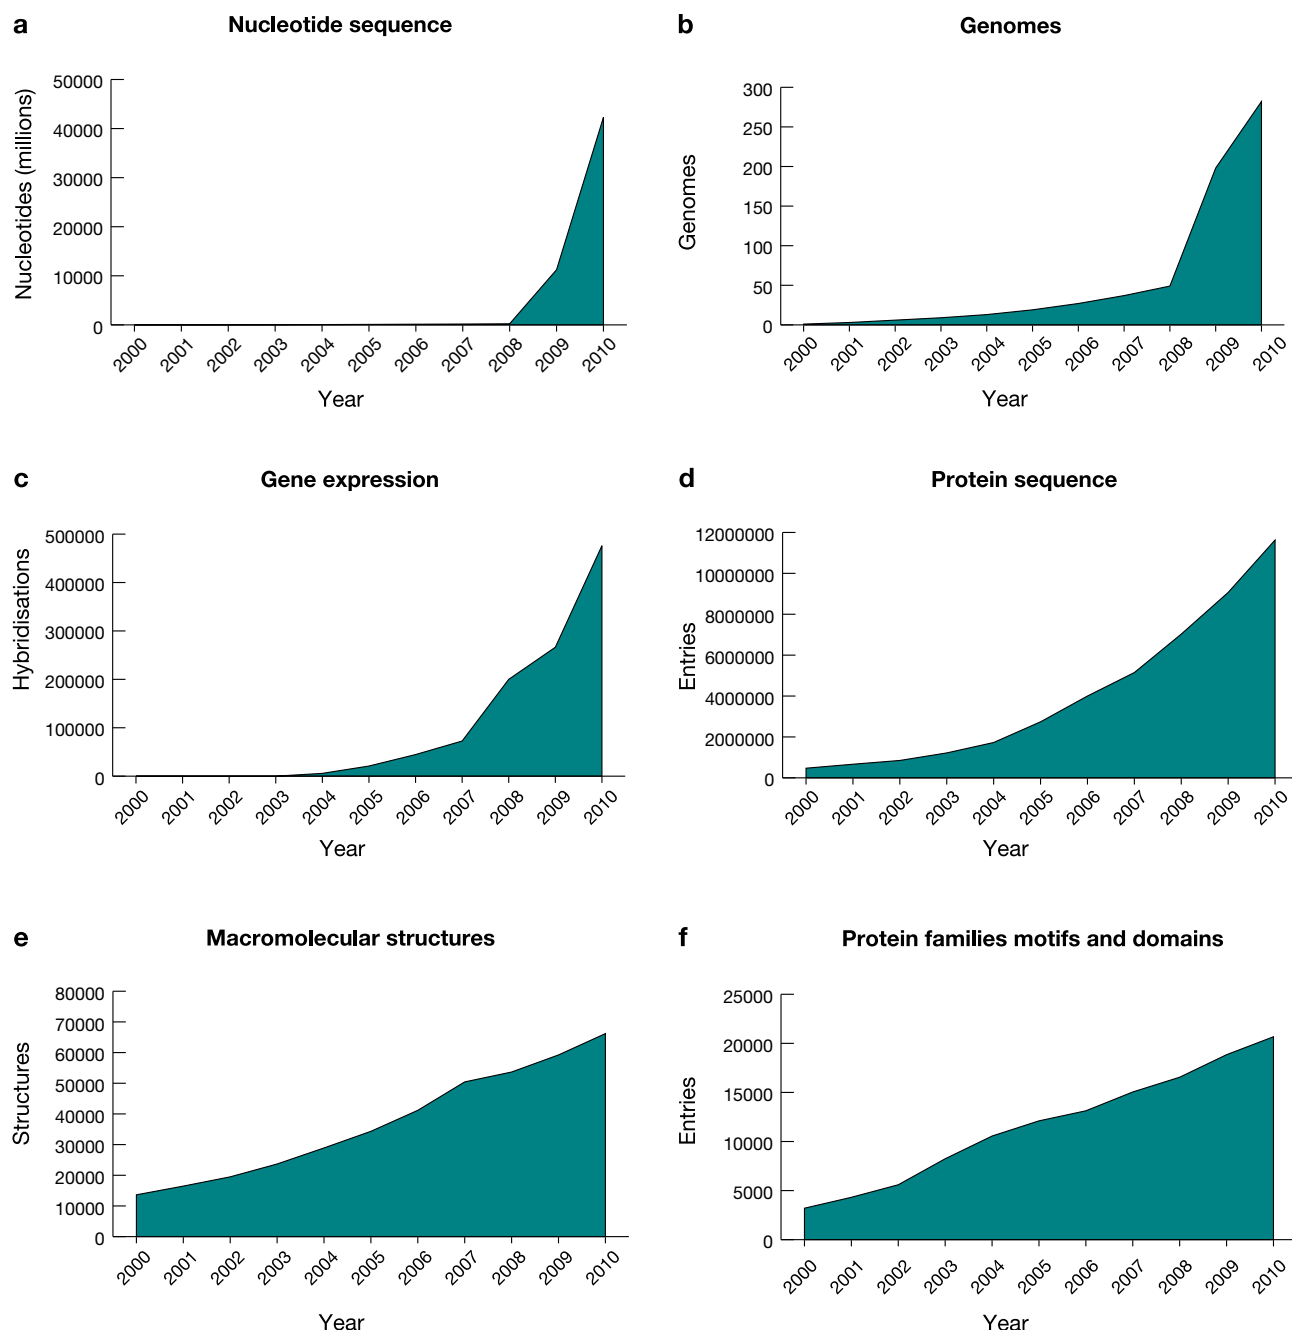 a Nucleotide sequence
50000
40000
30000
20000
10000
0
Nucleotides (millions)
2000 2001 2002 2003 2004 2005 2006 2007 2008 2009 2010
Year
b Genomes
300
250
200
150
100
50
0
Genomes
2000 2001 2002 2003 2004 2005 2006 2007 2008 2009 2010
Year
c Gene expression
500000
400000
300000
200000
100000
0
Hybridisations
2000 2001 2002 2003 2004 2005 2006 2007 2008 2009 2010
Year
d Protein sequence
12000000
10000000
8000000
6000000
4000000
2000000
0
Entries
2000 2001 2002 2003 2004 2005 2006 2007 2008 2009 2010
Year
e Macromolecular structures
80000
70000
60000
50000
40000
30000
20000
10000
0
Structures
2000 2001 2002 2003 2004 2005 2006 2007 2008 2009 2010
Year
f Protein families motifs and domains
25000
20000
15000
10000
5000
0
Entries
2000 2001 2002 2003 2004 2005 2006 2007 2008 2009 2010
Year